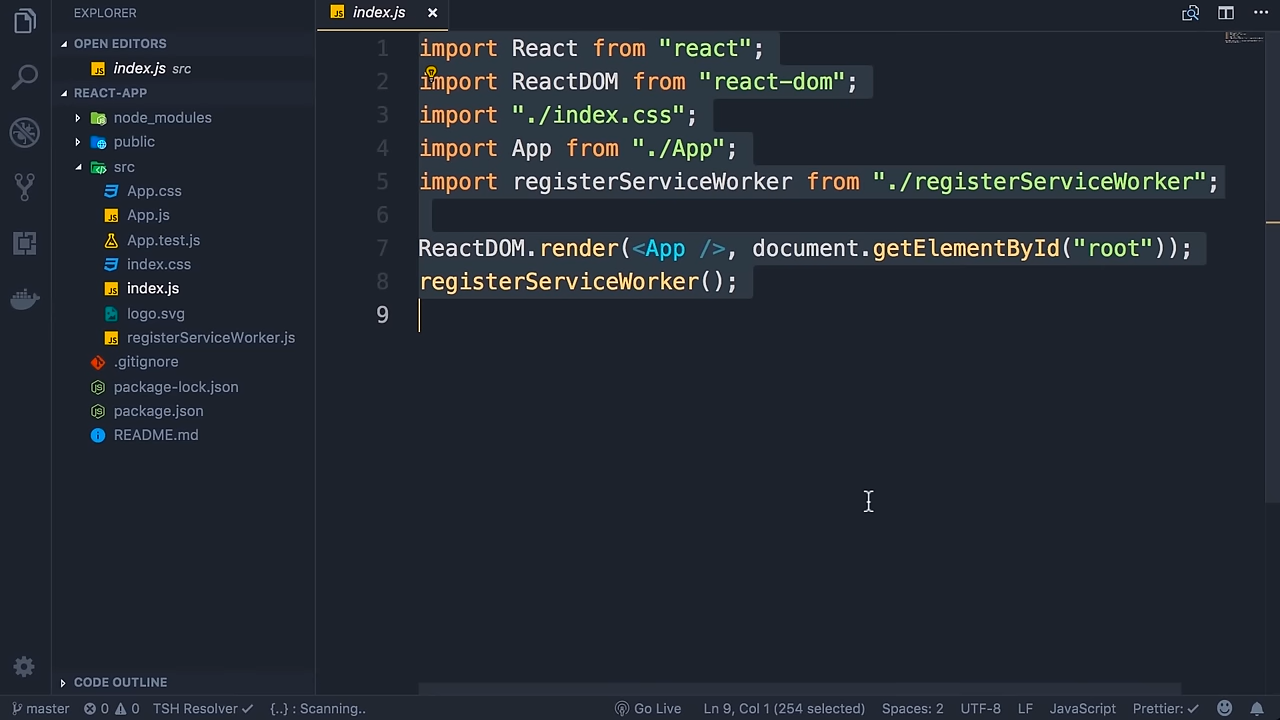 EXPLORER
OPEN EDITORS
index.js src
REACT-APP
node_modules
public
src
App.css
App.js
App.test.js
index.css
index.js
logo.svg
registerServiceWorker.js
.gitignore
package-lock.json
package.json
README.md
CODE OUTLINE
index.js
1 import React from "react";
2 import ReactDOM from "react-dom";
3 import "./index.css";
4 import App from "./App";
5 import registerServiceWorker from "./registerServiceWorker";
6
7 ReactDOM.render(<App />, document.getElementById("root"));
8 registerServiceWorker();
9
master 0 0 TSH Resolver ✓ {..} : Scanning.. Go Live Ln 9, Col 1 (254 selected) Spaces: 2 UTF-8 LF JavaScript Prettier: ✓